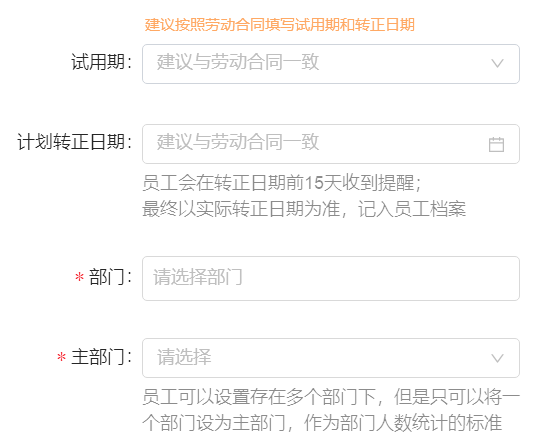 建议按照劳动合同填写试用期和转正日期
试用期: 建议与劳动合同一致
计划转正日期: 建议与劳动合同一致
员工会在转正日期前15天收到提醒；
最终以实际转正日期为准，记入员工档案
* 部门: 请选择部门
* 主部门: 请选择
员工可以设置存在多个部门下，但是只可以将一
个部门设为主部门，作为部门人数统计的标准